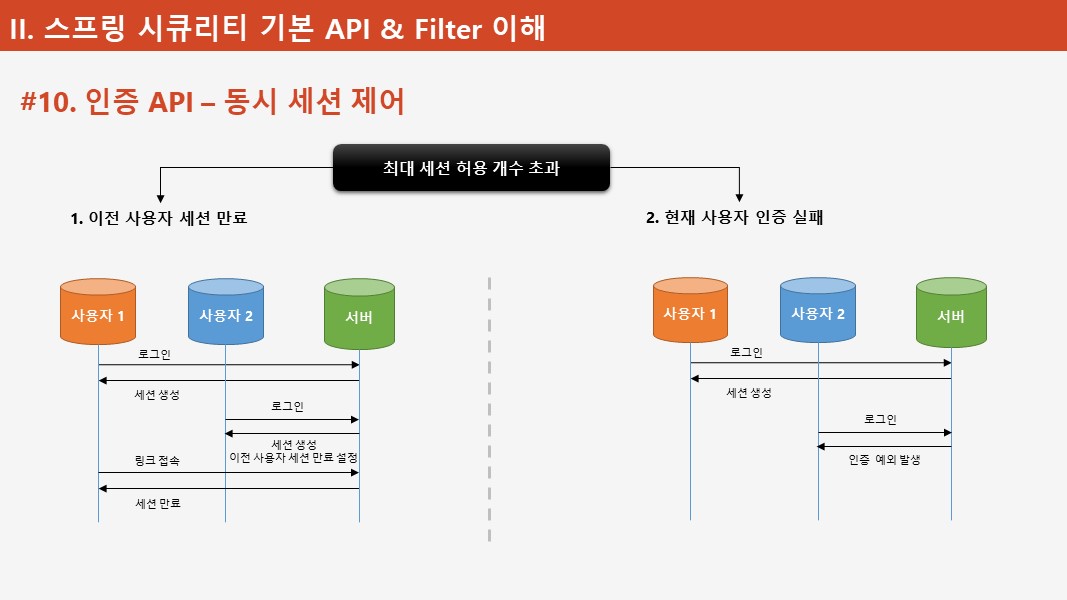 II. 스프링 시큐리티 기본 API & Filter 이해
#10. 인증 API – 동시 세션 제어
최대 세션 허용 개수 초과
1. 이전 사용자 세션 만료
사용자 1
사용자 2
서버
로그인
세션 생성
로그인
세션 생성
이전 사용자 세션 만료 설정
링크 접속
세션 만료
2. 현재 사용자 인증 실패
사용자 1
사용자 2
서버
로그인
세션 생성
로그인
인증 예외 발생